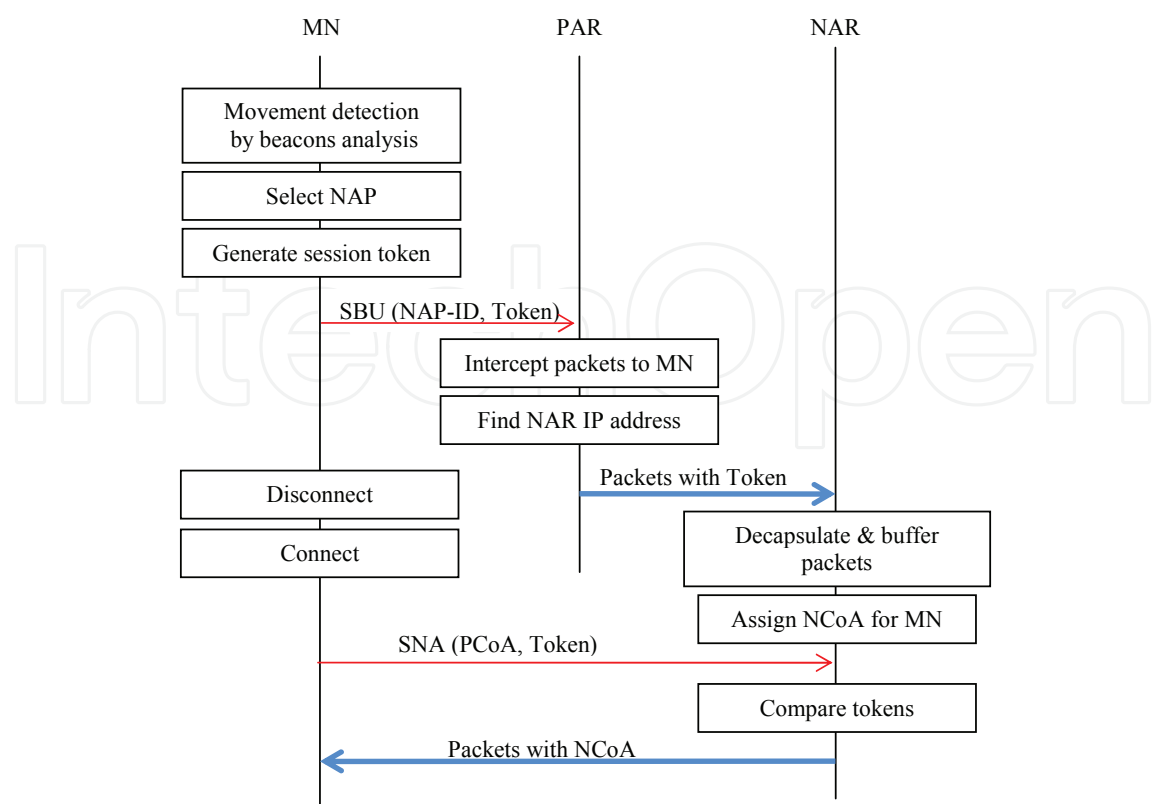 MN PAR NAR
Movement detection
by beacons analysis
Select NAP
Generate session token
SBU (NAP-ID, Token)
Intercept packets to MN
Find NAR IP address
Packets with Token
Disconnect
Decapsulate & buffer
packets
Connect
Assign NCoA for MN
SNA (PCoA, Token)
Compare tokens
Packets with NCoA
IntechOpen